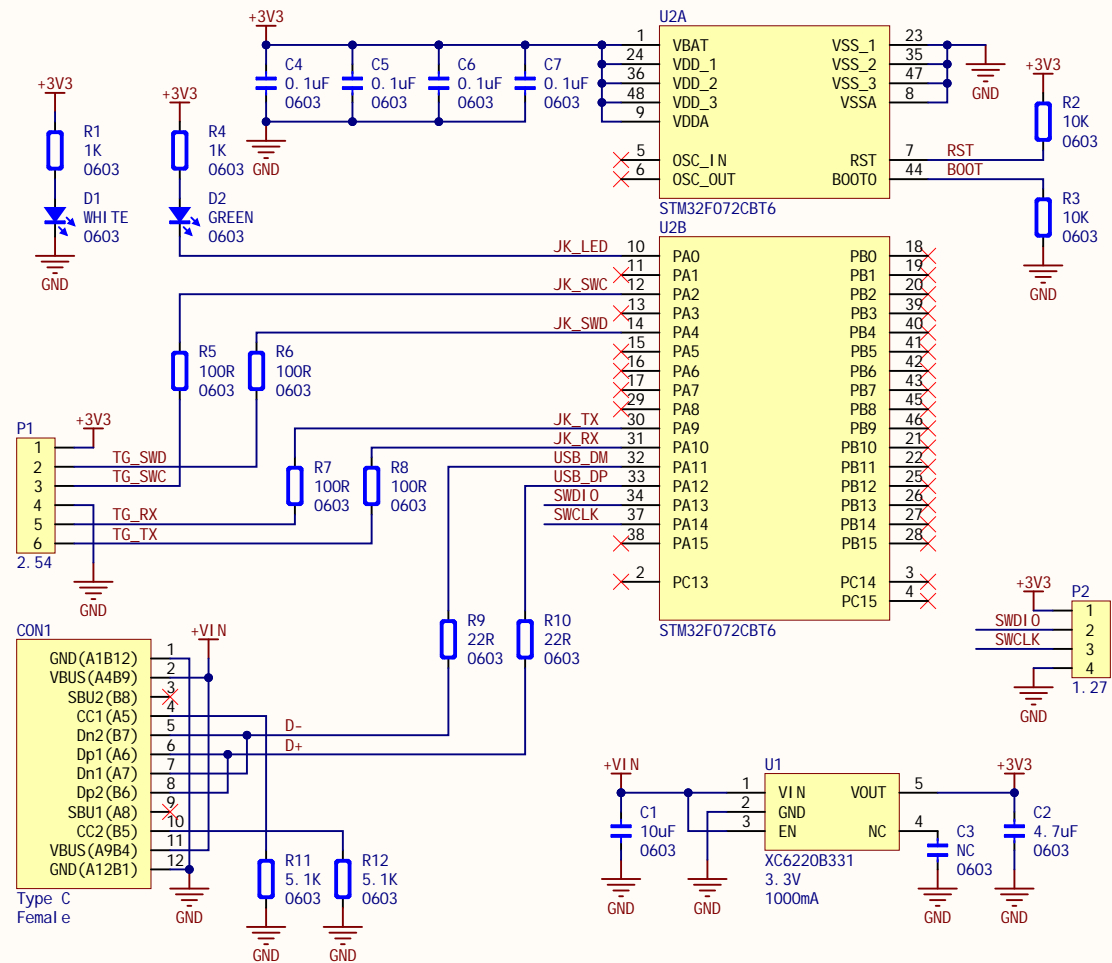 +3V3
C4
0.1uF
0603
C5
0.1uF
0603
C6
0.1uF
0603
C7
0.1uF
0603
GND
+3V3
R1
1K
0603
D1
WHITE
0603
GND
+3V3
R4
1K
0603
D2
GREEN
0603
U2A
1 VBAT VSS_1 23
24 VDD_1 VSS_2 35
36 VDD_2 VSS_3 47
48 VDD_3 VSSA 8
9 VDDA
5 OSC_IN RST 7 RST
6 OSC_OUT BOOT0 44 BOOT
STM32F072CBT6
GND
+3V3
R2
10K
0603
R3
10K
0603
GND
U2B
JK_LED 10 PA0 PB0 18
11 PA1 PB1 19
JK_SWC 12 PA2 PB2 20
13 PA3 PB3 39
JK_SWD 14 PA4 PB4 40
15 PA5 PB5 41
16 PA6 PB6 42
17 PA7 PB7 43
29 PA8 PB8 45
JK_TX 30 PA9 PB9 46
JK_RX 31 PA10 PB10 21
USB_DM 32 PA11 PB11 22
USB_DP 33 PA12 PB12 25
SWDIO 34 PA13 PB13 26
SWCLK 37 PA14 PB14 27
38 PA15 PB15 28
2 PC13 PC14 3
PC15 4
STM32F072CBT6
R5
100R
0603
R6
100R
0603
R7
100R
0603
R8
100R
0603
P1
+3V3
1
2 TG_SWD
3 TG_SWC
4
5 TG_RX
6 TG_TX
2.54
GND
R9
22R
0603
R10
22R
0603
+3V3
P2
1
SWDIO 2
SWCLK 3
4
1.27
GND
CON1
+VIN
GND(A1B12) 1
VBUS(A4B9) 2
SBU2(B8) 3
CC1(A5) 4
Dn2(B7) 5 D-
Dp1(A6) 6 D+
Dn1(A7) 7
Dp2(B6) 8
SBU1(A8) 9
CC2(B5) 10
VBUS(A9B4) 11
GND(A12B1) 12
Type C
Female
GND
R11
5.1K
0603
GND
R12
5.1K
0603
GND
+VIN
C1
10uF
0603
GND
GND
U1
1 VIN VOUT 5
2 GND
3 EN NC 4
XC6220B331
3.3V
1000mA
C3
NC
0603
GND
+3V3
C2
4.7uF
0603
GND